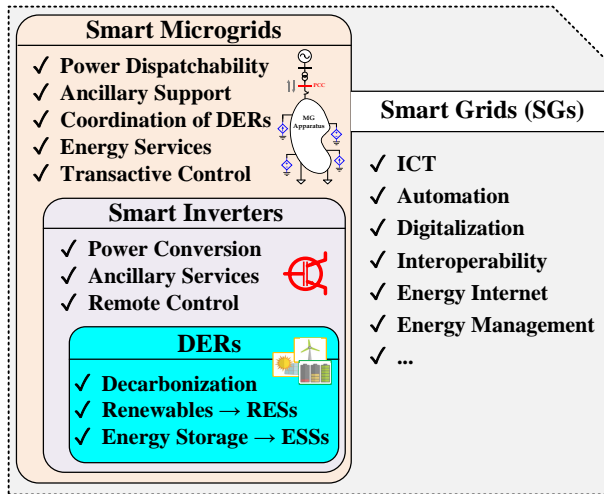 Smart Microgrids
✓ Power Dispatchability
✓ Ancillary Support
✓ Coordination of DERs
✓ Energy Services
✓ Transactive Control
PCC
MG
Apparatus
Smart Inverters
✓ Power Conversion
✓ Ancillary Services
✓ Remote Control
DERs
✓ Decarbonization
✓ Renewables → RESs
✓ Energy Storage → ESSs
Smart Grids (SGs)
✓ ICT
✓ Automation
✓ Digitalization
✓ Interoperability
✓ Energy Internet
✓ Energy Management
✓ ...